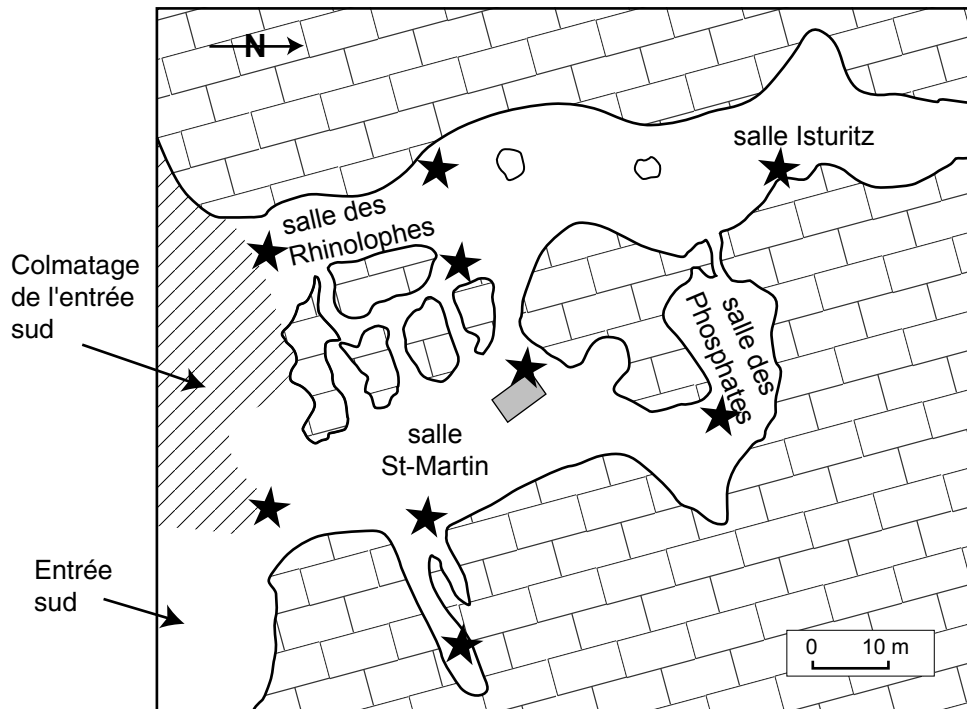 N
salle Isturitz
salle des
Rhinolophes
Colmatage
de l'entrée
sud
salle des
Phosphates
salle
St-Martin
Entrée
sud
0 10 m